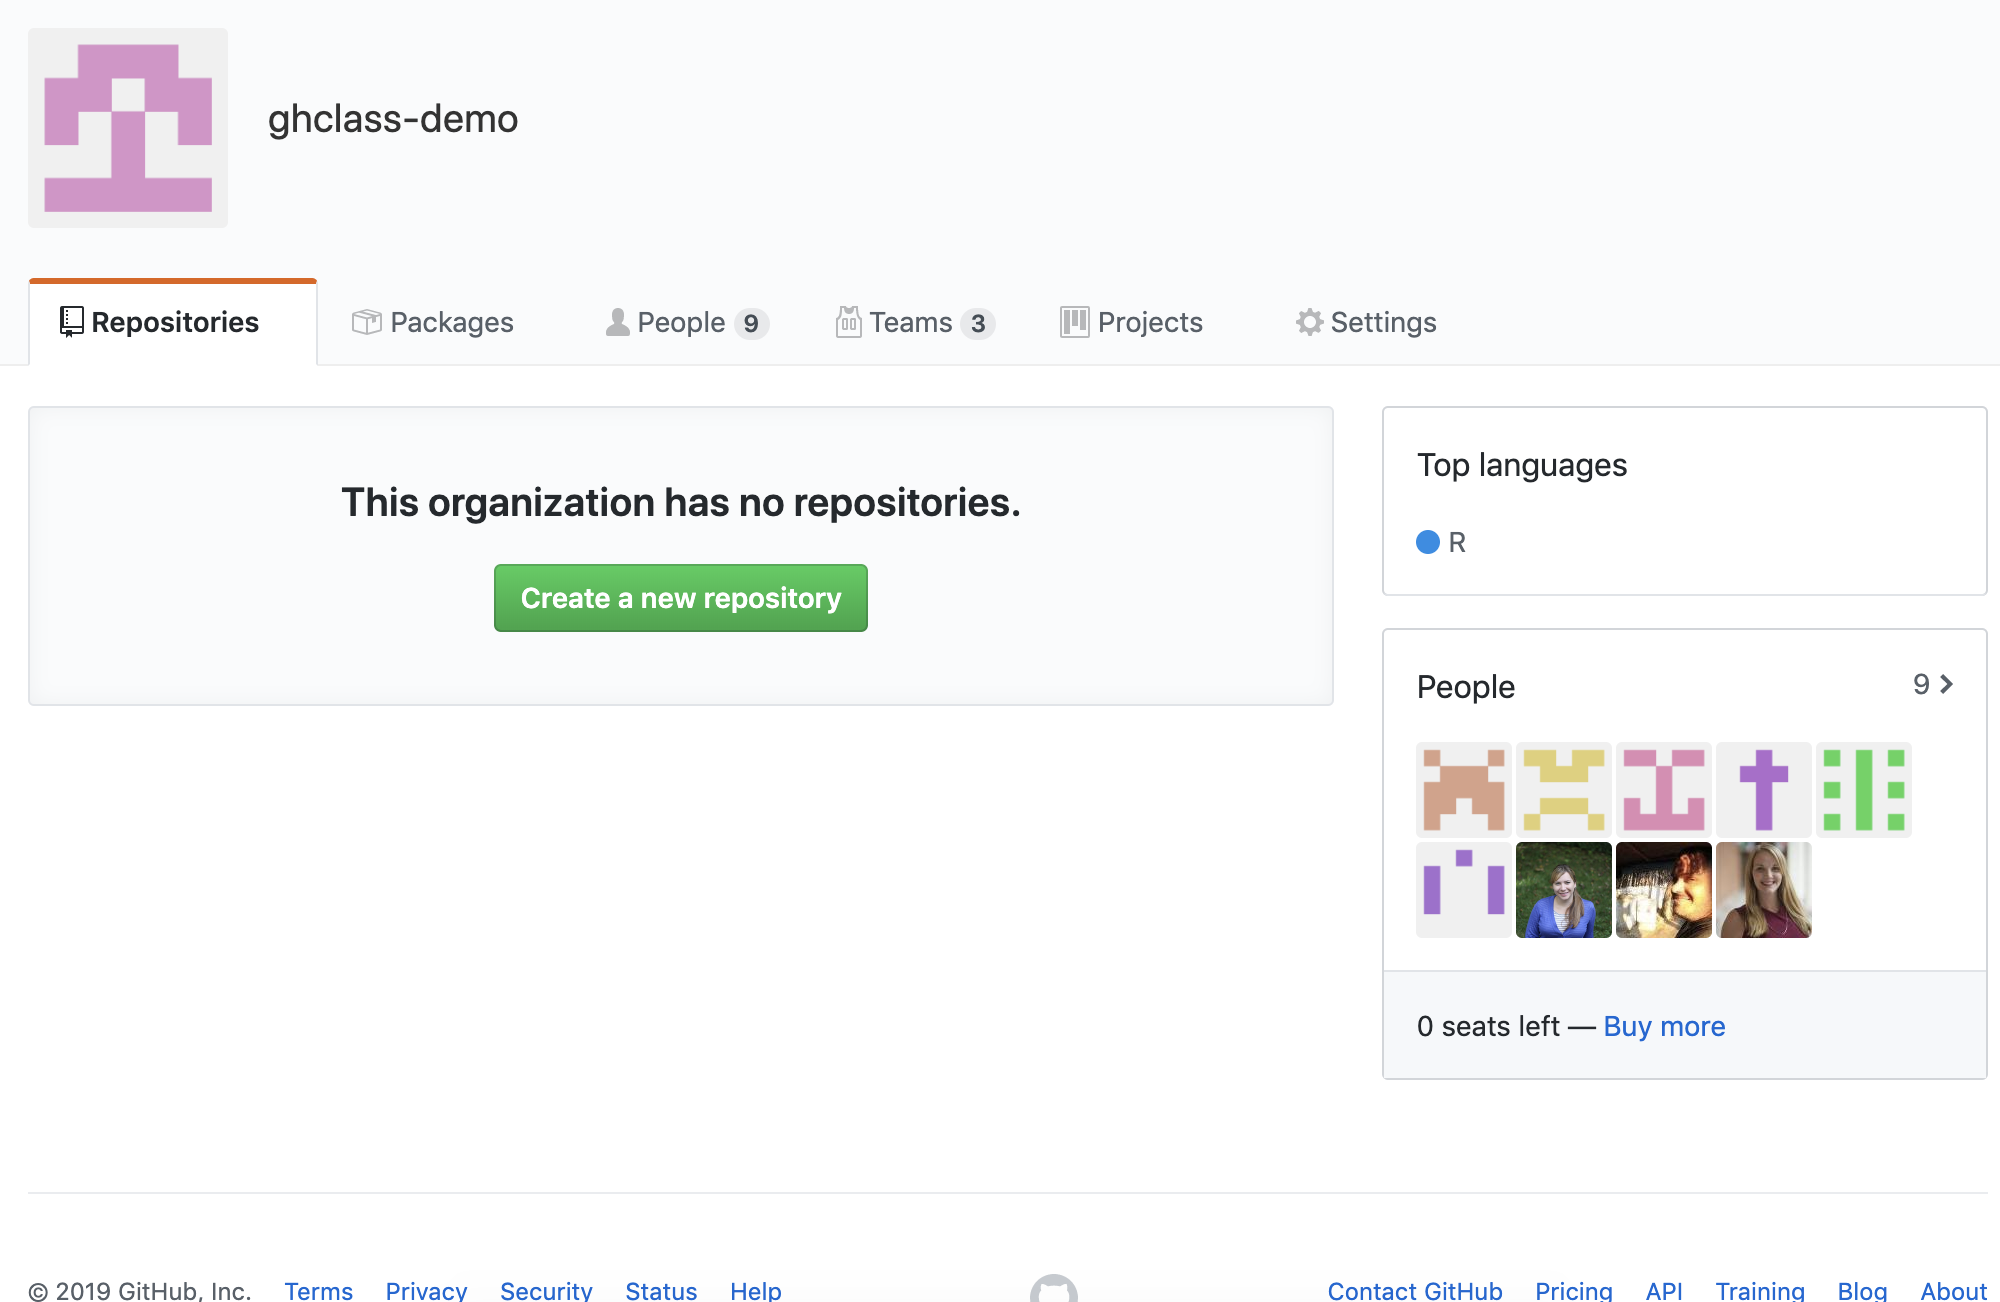 ghclass-demo
Repositories
Packages
People 9
Teams 3
Projects
Settings
This organization has no repositories.
Create a new repository
Top languages
R
People
9
0 seats left — Buy more
© 2019 GitHub, Inc.
Terms
Privacy
Security
Status
Help
Contact GitHub
Pricing
API
Training
Blog
About